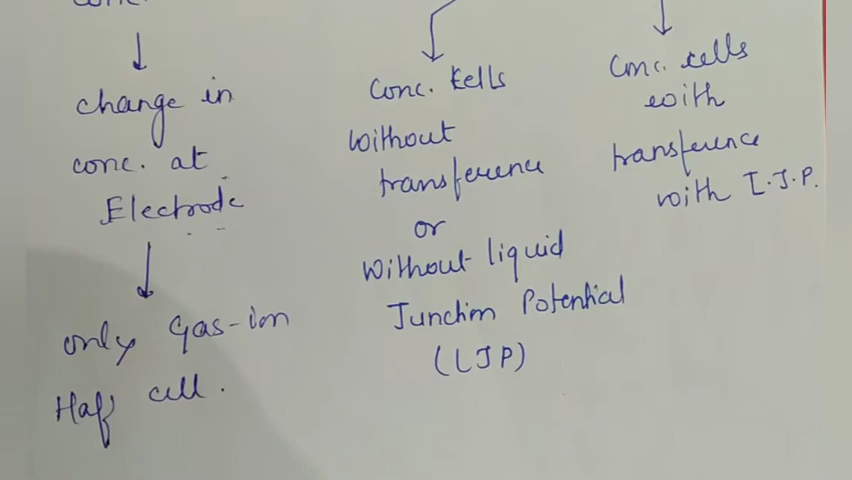 conc.
change in
conc. at
Electrode
only Gas-ion
Half cell.
Conc. Cells
Without
transference
or
Without liquid
Junction Potential
(LJP)
Conc. cells
with
transference
with L.J.P.